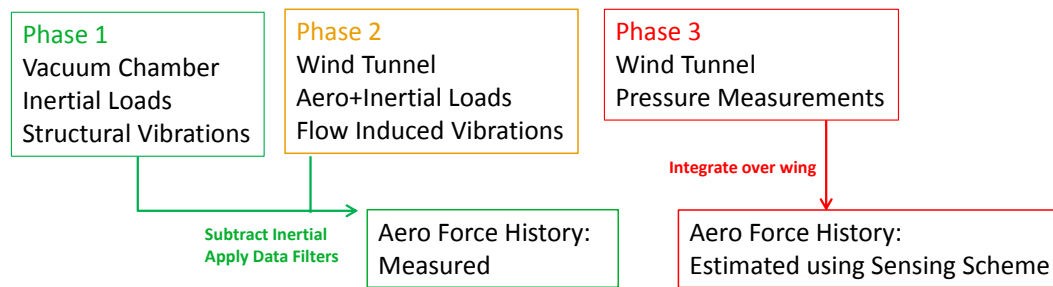 Phase 1
Vacuum Chamber
Inertial Loads
Structural Vibrations
Phase 2
Wind Tunnel
Aero+Inertial Loads
Flow Induced Vibrations
Phase 3
Wind Tunnel
Pressure Measurements
Integrate over wing
Subtract Inertial
Apply Data Filters
Aero Force History:
Measured
Aero Force History:
Estimated using Sensing Scheme